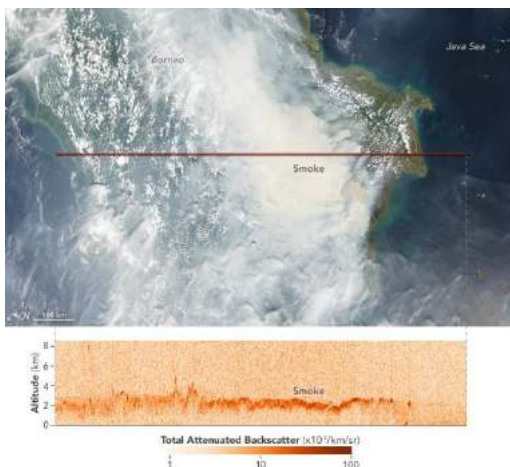 Borneo
Java Sea
Smoke
N
100 km
Altitude (km)
8
6
4
2
0
Smoke
Total Attenuated Backscatter (x10⁻³/km/sr)
1
10
100